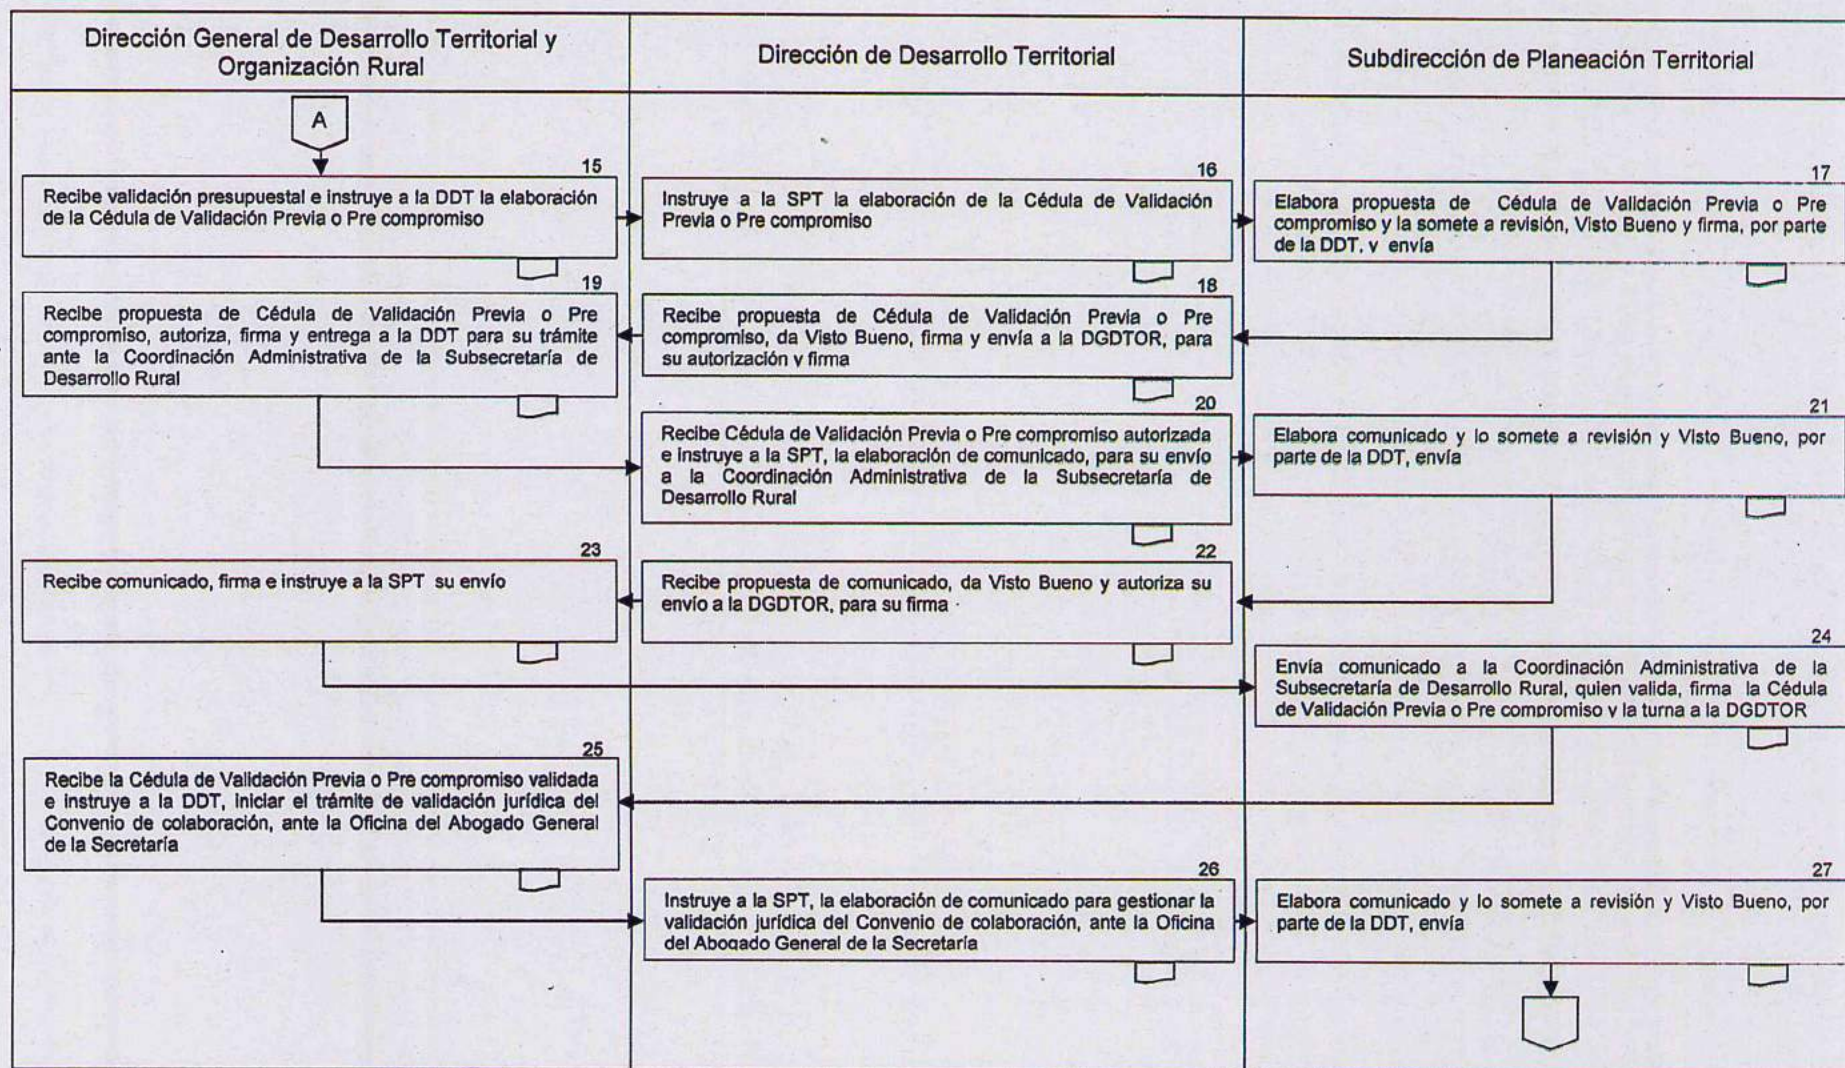 Dirección General de Desarrollo Territorial y
Organización Rural
Dirección de Desarrollo Territorial
Subdirección de Planeación Territorial
A
15
Recibe validación presupuestal e instruye a la DDT la elaboración
de la Cédula de Validación Previa o Pre compromiso
16
Instruye a la SPT la elaboración de la Cédula de Validación
Previa o Pre compromiso
17
Elabora propuesta de Cédula de Validación Previa o Pre
compromiso y la somete a revisión, Visto Bueno y firma, por parte
de la DDT, y envía
19
Recibe propuesta de Cédula de Validación Previa o Pre
compromiso, autoriza, firma y entrega a la DDT para su trámite
ante la Coordinación Administrativa de la Subsecretaría de
Desarrollo Rural
18
Recibe propuesta de Cédula de Validación Previa o Pre
compromiso, da Visto Bueno, firma y envía a la DGDTOR, para
su autorización y firma
20
Recibe Cédula de Validación Previa o Pre compromiso autorizada
e instruye a la SPT, la elaboración de comunicado, para su envío
a la Coordinación Administrativa de la Subsecretaría de
Desarrollo Rural
21
Elabora comunicado y lo somete a revisión y Visto Bueno, por
parte de la DDT, envía
23
Recibe comunicado, firma e instruye a la SPT su envío
22
Recibe propuesta de comunicado, da Visto Bueno y autoriza su
envío a la DGDTOR, para su firma
24
Envía comunicado a la Coordinación Administrativa de la
Subsecretaría de Desarrollo Rural, quien valida, firma la Cédula
de Validación Previa o Pre compromiso y la turna a la DGDTOR
25
Recibe la Cédula de Validación Previa o Pre compromiso validada
e instruye a la DDT, iniciar el trámite de validación jurídica del
Convenio de colaboración, ante la Oficina del Abogado General
de la Secretaría
26
Instruye a la SPT, la elaboración de comunicado para gestionar la
validación jurídica del Convenio de colaboración, ante la Oficina
del Abogado General de la Secretaría
27
Elabora comunicado y lo somete a revisión y Visto Bueno, por
parte de la DDT, envía